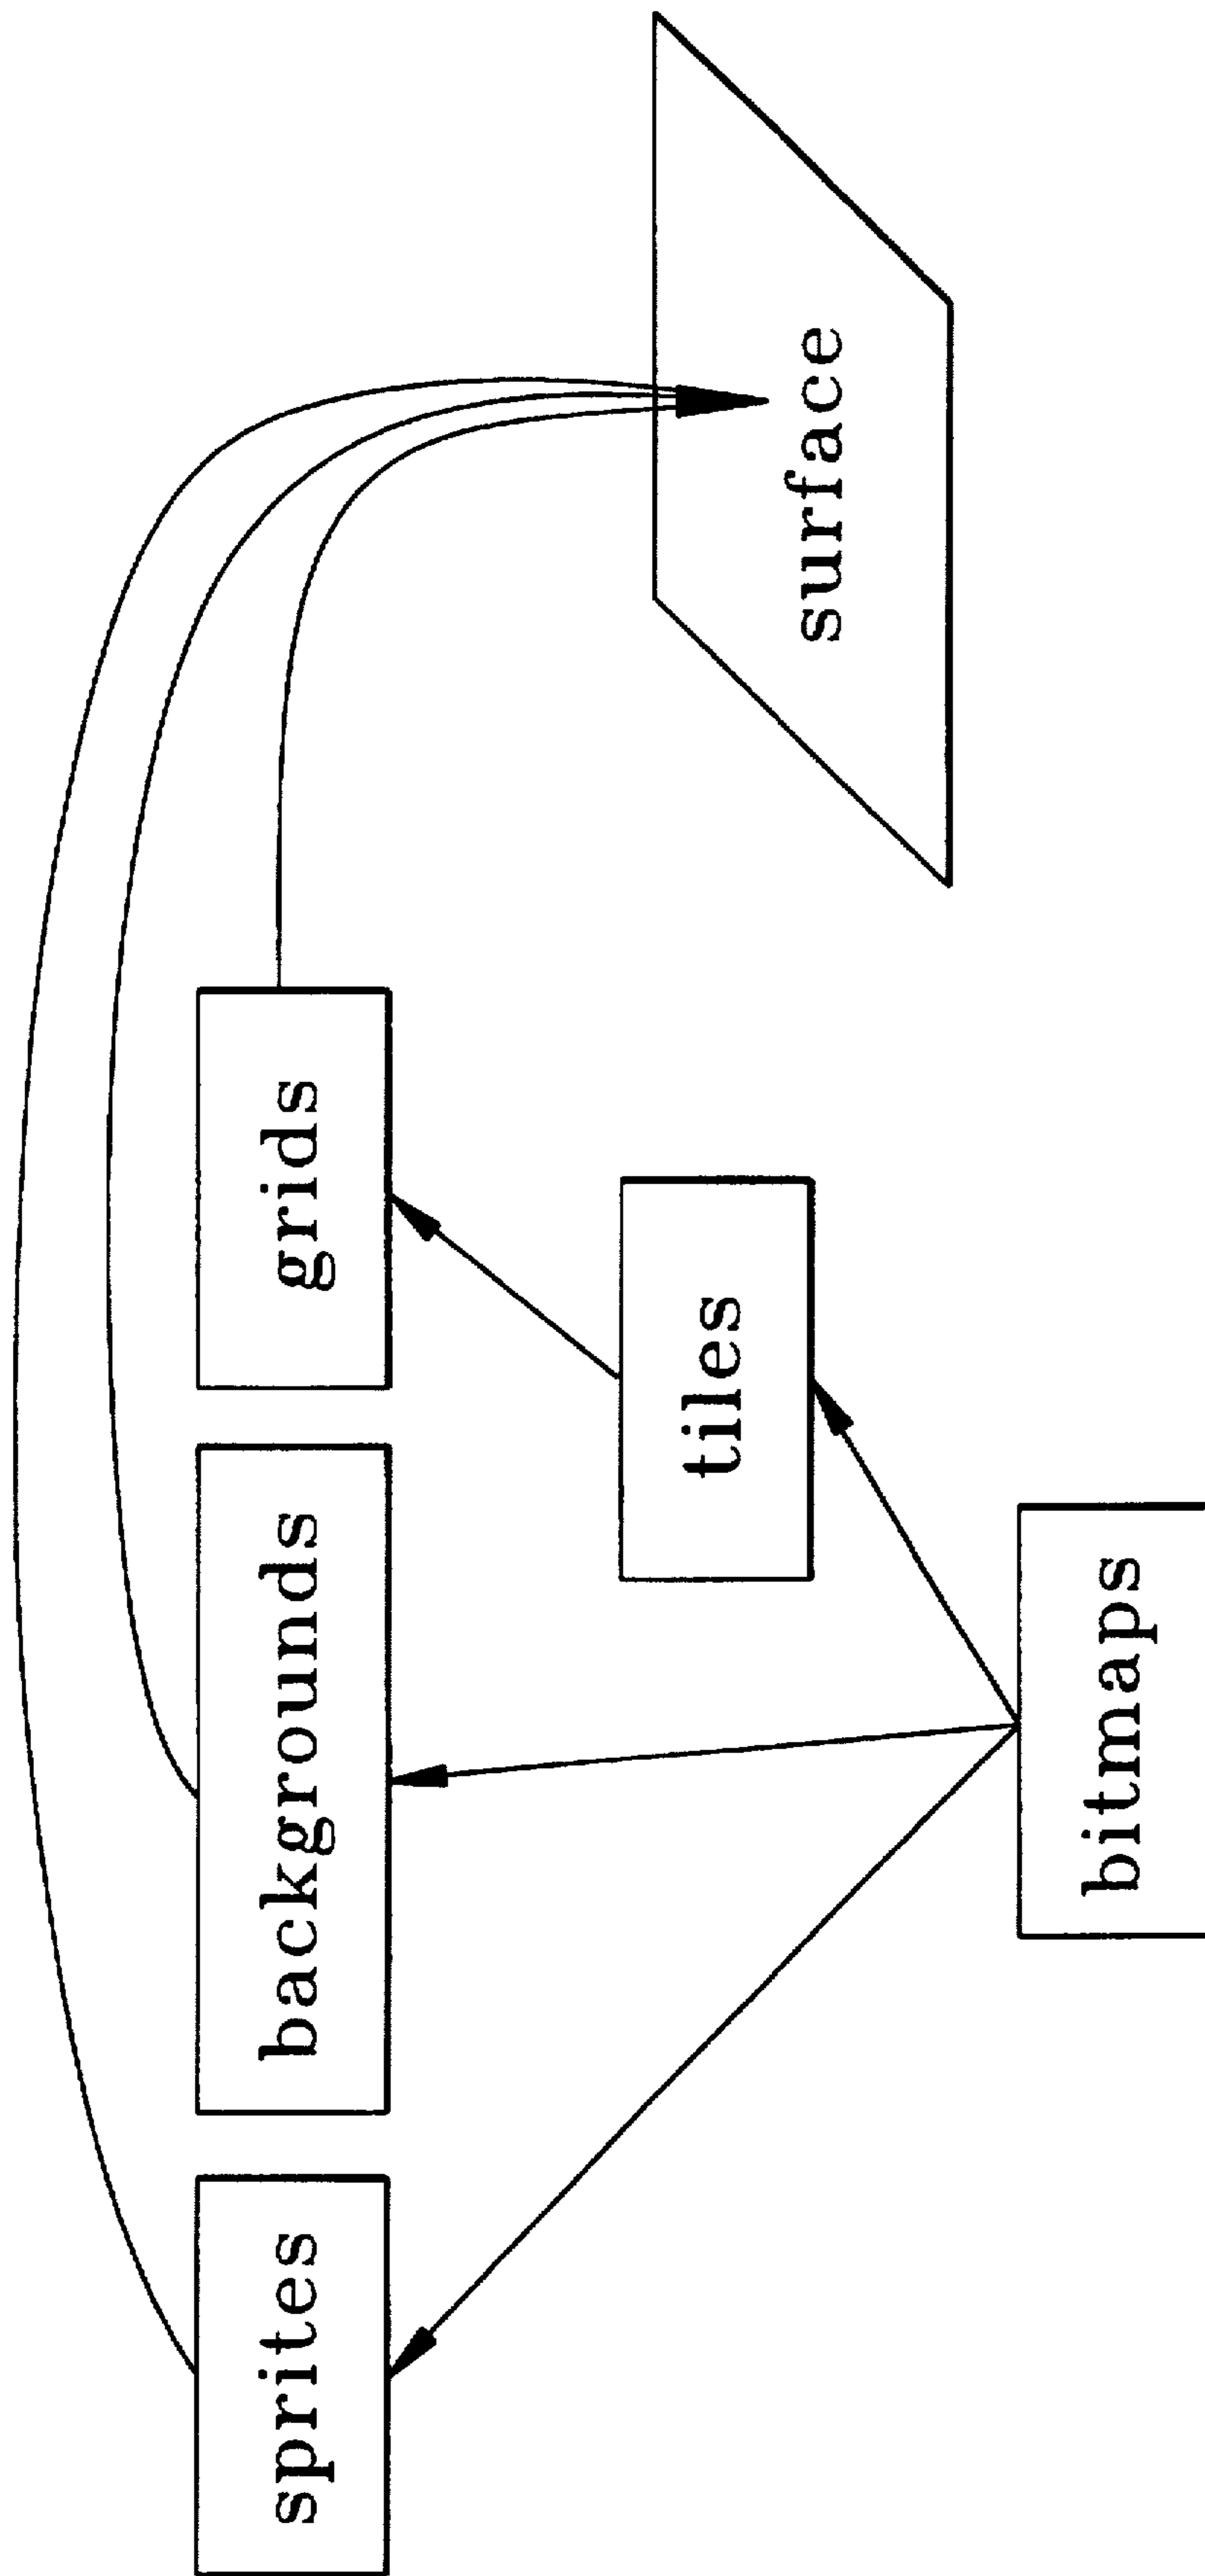 sprites
backgrounds
grids
tiles
bitmaps
surface